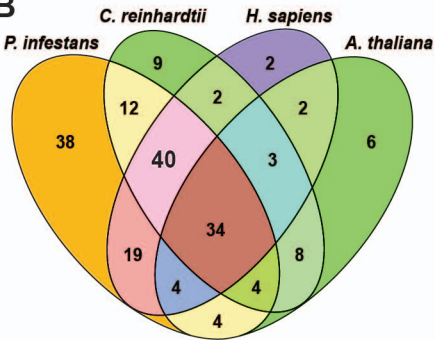 B
C. reinhardtii H. sapiens
P. infestans A. thaliana
9 2
12 2 2
38 6
40 3
34
19 8
4 4
4